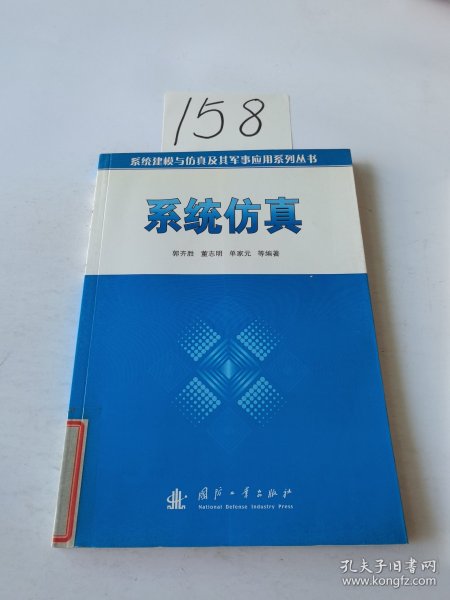 158
系统建模与仿真及其军事应用系列丛书
系统仿真
郭齐胜 董志明 单家元 等编著
国防工业出版社
National Defense Industry Press
孔夫子旧书网
www.kongfz.com